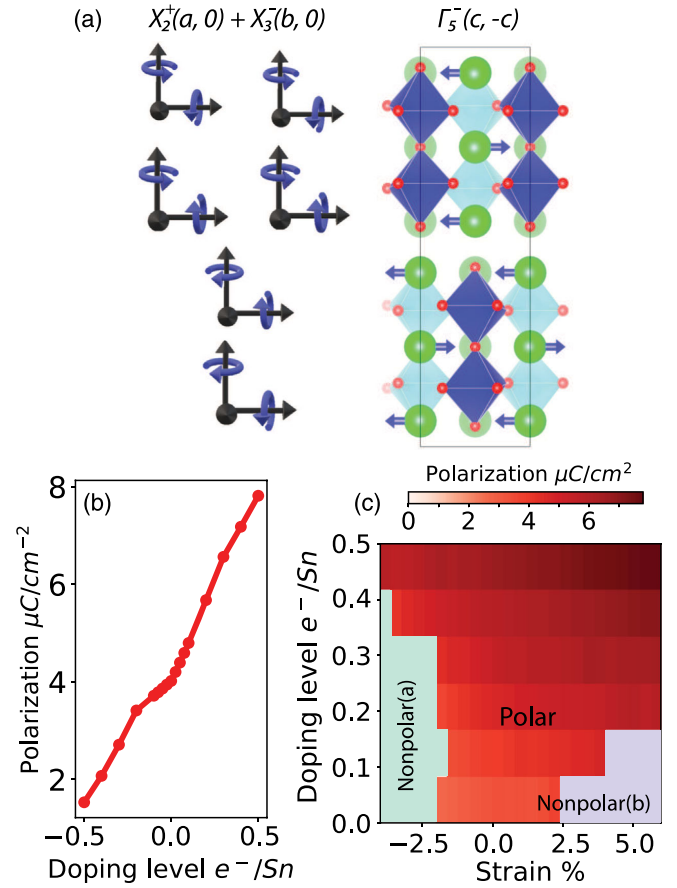 (a)
X₂⁺(a, 0) + X₃⁻(b, 0)
Γ₅⁻(c, -c)
(b)
Polarization μC/cm⁻²
8
6
4
2
−0.5
0.0
0.5
Doping level e⁻/Sn
Polarization μC/cm²
0
2
4
6
(c)
Doping level e⁻/Sn
0.5
0.4
0.3
0.2
0.1
0.0
Nonpolar(a)
Polar
Nonpolar(b)
−2.5
0.0
2.5
5.0
Strain %